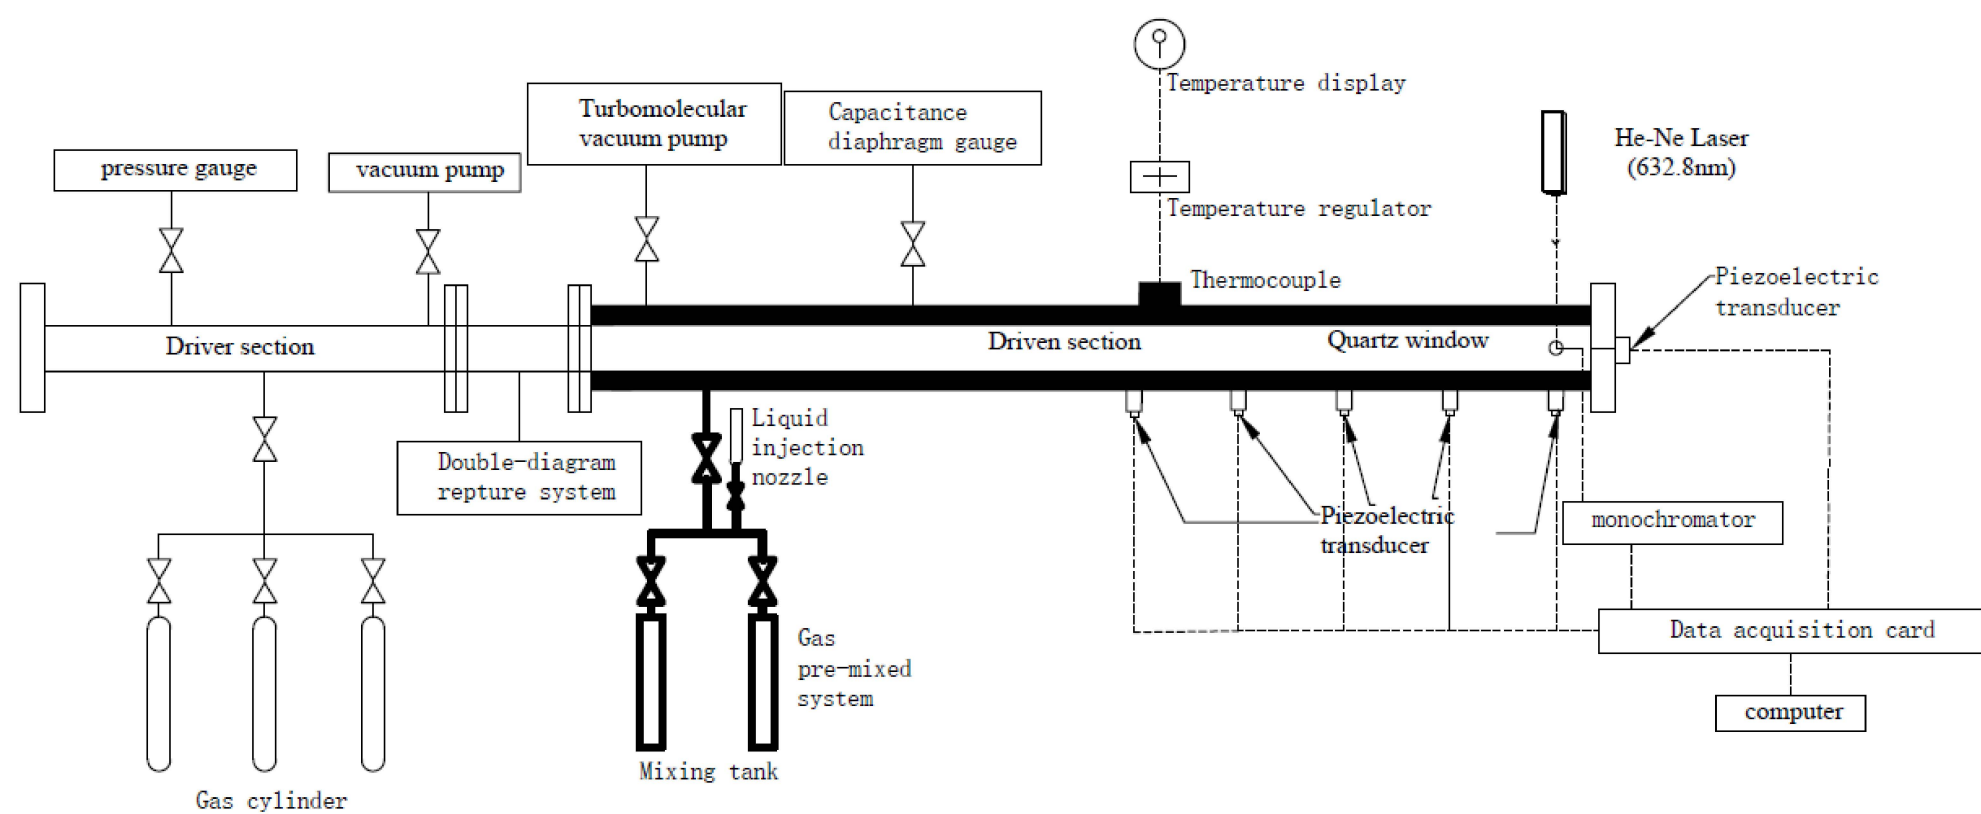 Temperature display
Turbomolecular
vacuum pump
Capacitance
diaphragm gauge
He-Ne Laser
(632.8nm)
pressure gauge
vacuum pump
Temperature regulator
Thermocouple
Piezoelectric
transducer
Driver section
Driven section
Quartz window
Liquid
injection
nozzle
Double-diagram
repture system
Piezoelectric
transducer
monochromator
Gas
pre-mixed
system
Data acquisition card
computer
Mixing tank
Gas cylinder